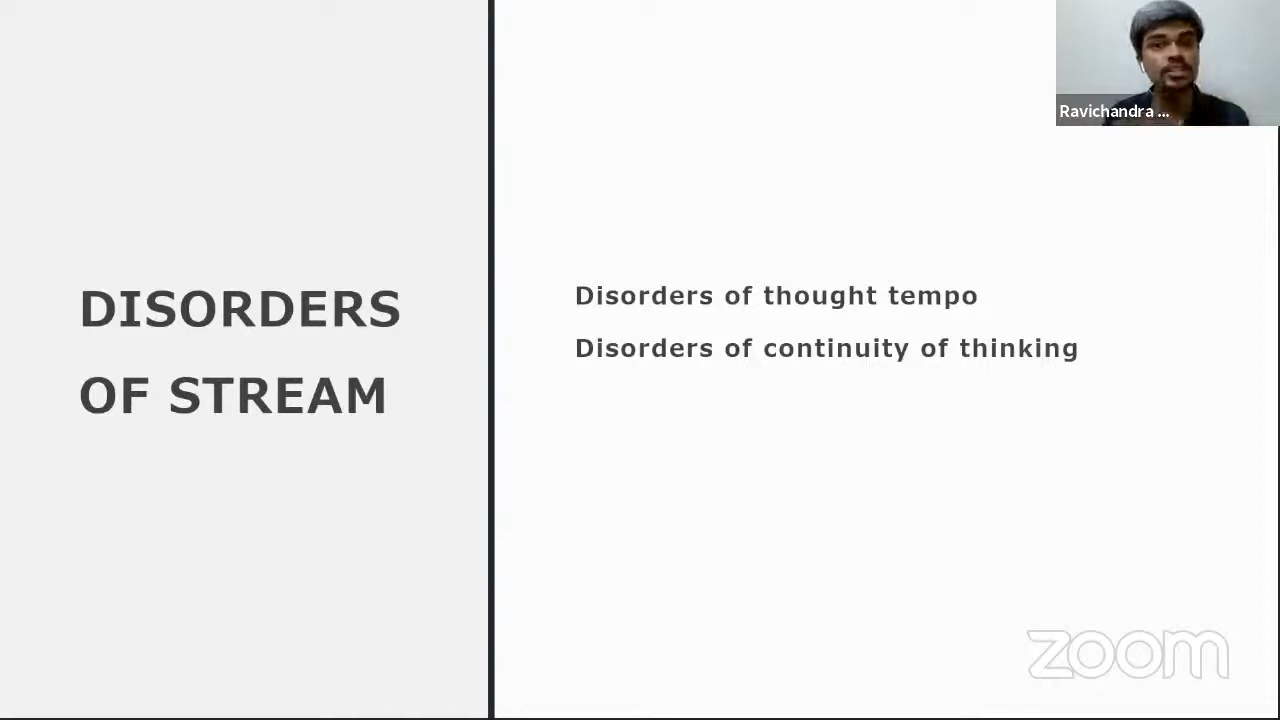 Ravichandra ...
DISORDERS
OF STREAM
Disorders of thought tempo
Disorders of continuity of thinking
zoom